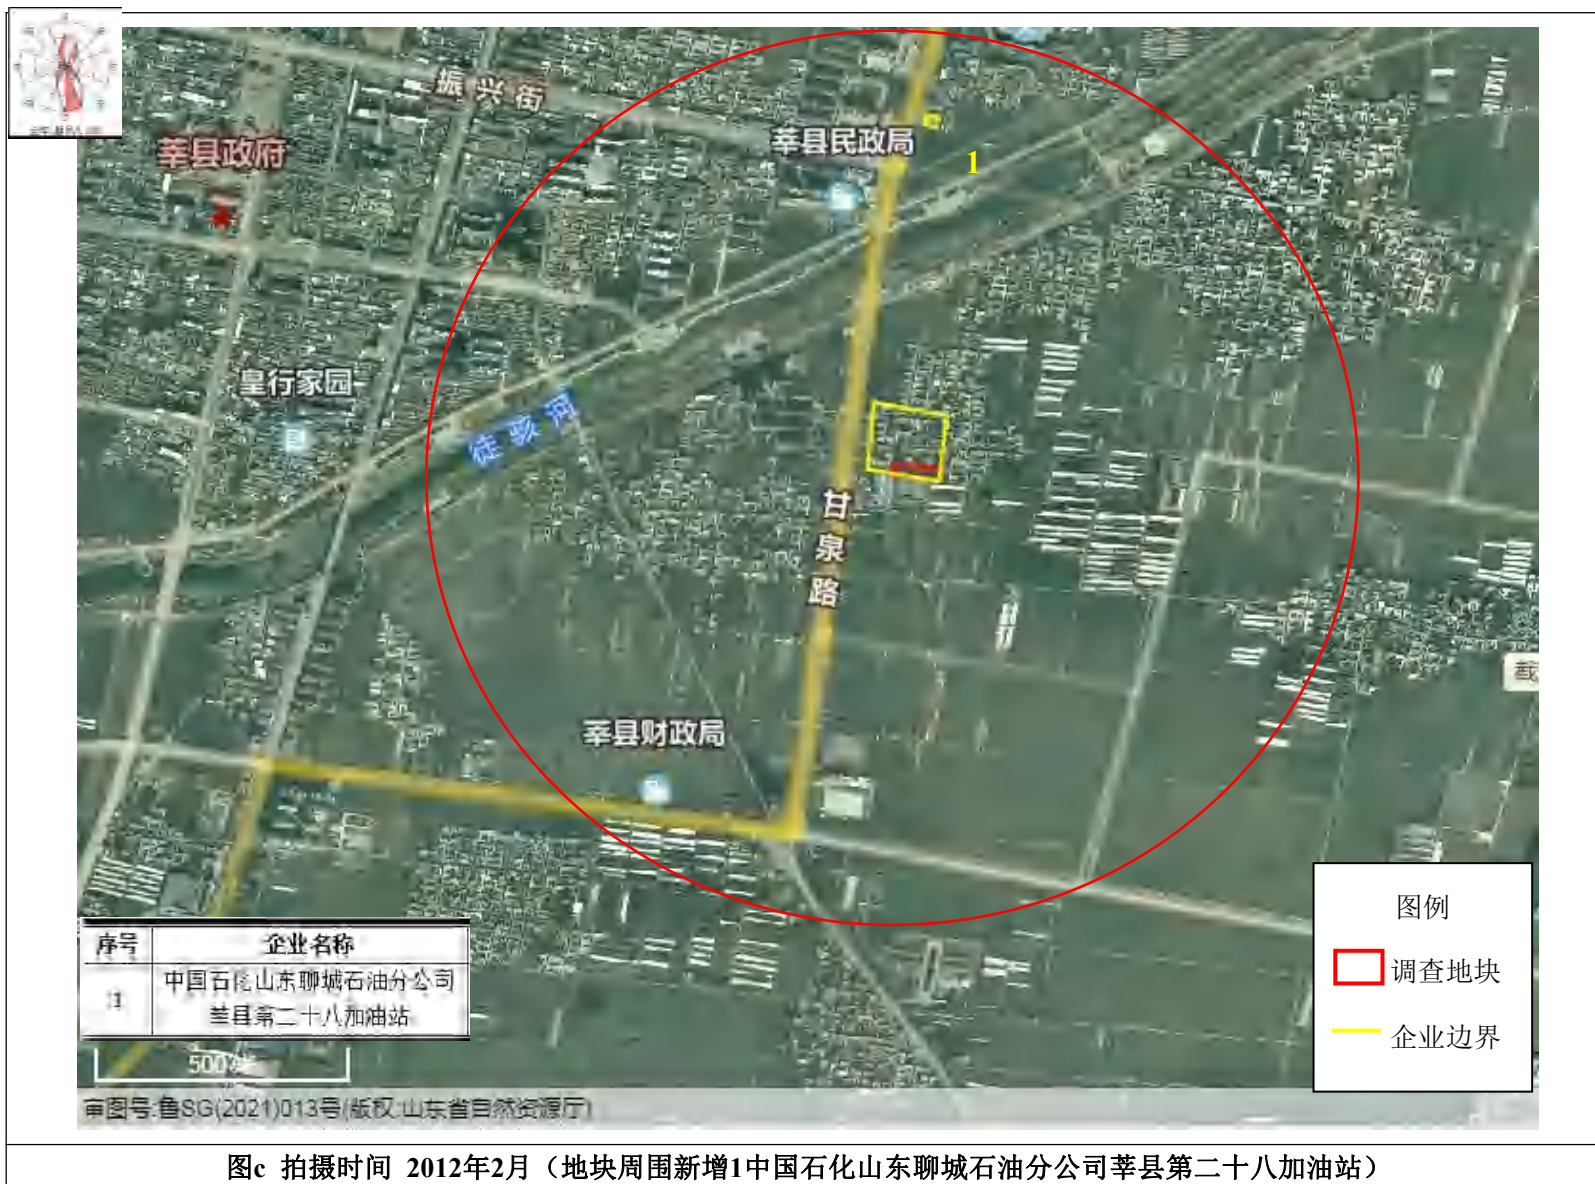 振兴街
莘县民政局
1
莘县政府
皇行家园
徒骇河
甘泉路
莘县财政局
截
图例
调查地块
企业边界
序号 企业名称
1 中国石化山东聊城石油分公司
莘县第二十八加油站
500米
审图号:鲁SG(2021)013号(版权:山东省自然资源厅)
图c 拍摄时间 2012年2月（地块周围新增1中国石化山东聊城石油分公司莘县第二十八加油站）